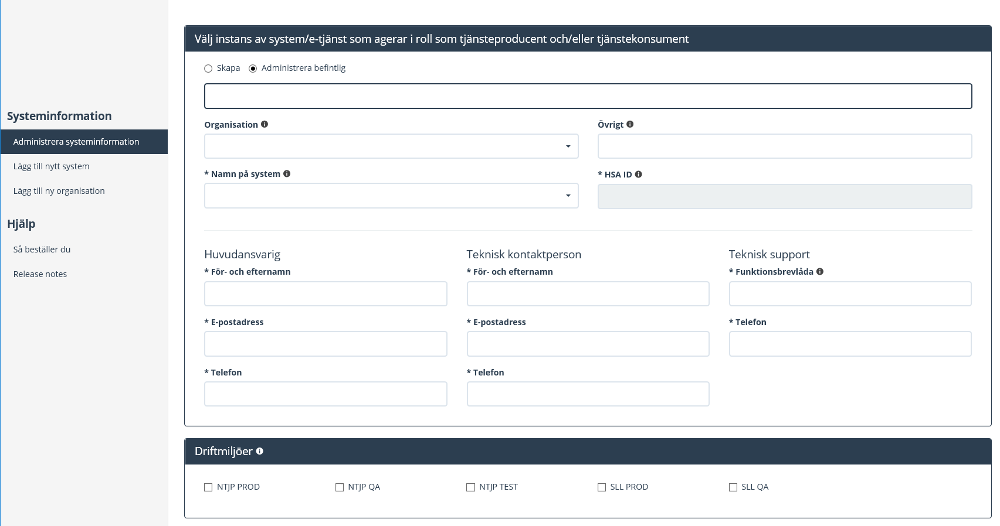 Systeminformation
Administrera systeminformation
Lägg till nytt system
Lägg till ny organisation
Hjälp
Så beställer du
Release notes
Välj instans av system/e-tjänst som agerar i roll som tjänsteproducent och/eller tjänstekonsument
Skapa Administrera befintlig
Organisation Övrigt
* Namn på system * HSA ID
Huvudansvarig Teknisk kontaktperson Teknisk support
* För- och efternamn * För- och efternamn * Funktionsbrevlåda
* E-postadress * E-postadress * Telefon
* Telefon * Telefon
Driftmiljöer
NTJP PROD NTJP QA NTJP TEST SLL PROD SLL QA